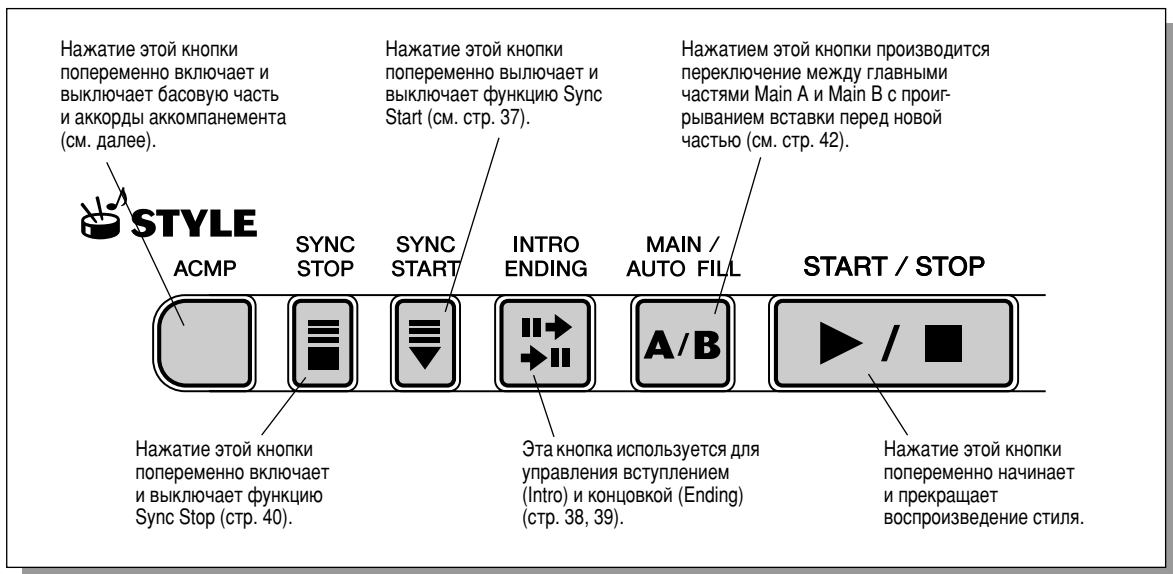 Нажатие этой кнопки
попеременно включает и
выключает басовую часть
и аккорды аккомпанемента
(см. далее).
Нажатие этой кнопки
попеременно вылючает и
выключает функцию Sync
Start (см. стр. 37).
Нажатием этой кнопки производится
переключение между главными
частями Main A и Main B с проиг-
рыванием вставки перед новой
частью (см. стр. 42).
STYLE
ACMP
SYNC
STOP
SYNC
START
INTRO
ENDING
MAIN /
AUTO FILL
START / STOP
A/B
/
Нажатие этой кнопки
попеременно включает
и выключает функцию
Sync Stop (стр. 40).
Эта кнопка используется для
управления вступлением
(Intro) и концовкой (Ending)
(стр. 38, 39).
Нажатие этой кнопки
попеременно начинает
и прекращает
воспроизведение стиля.